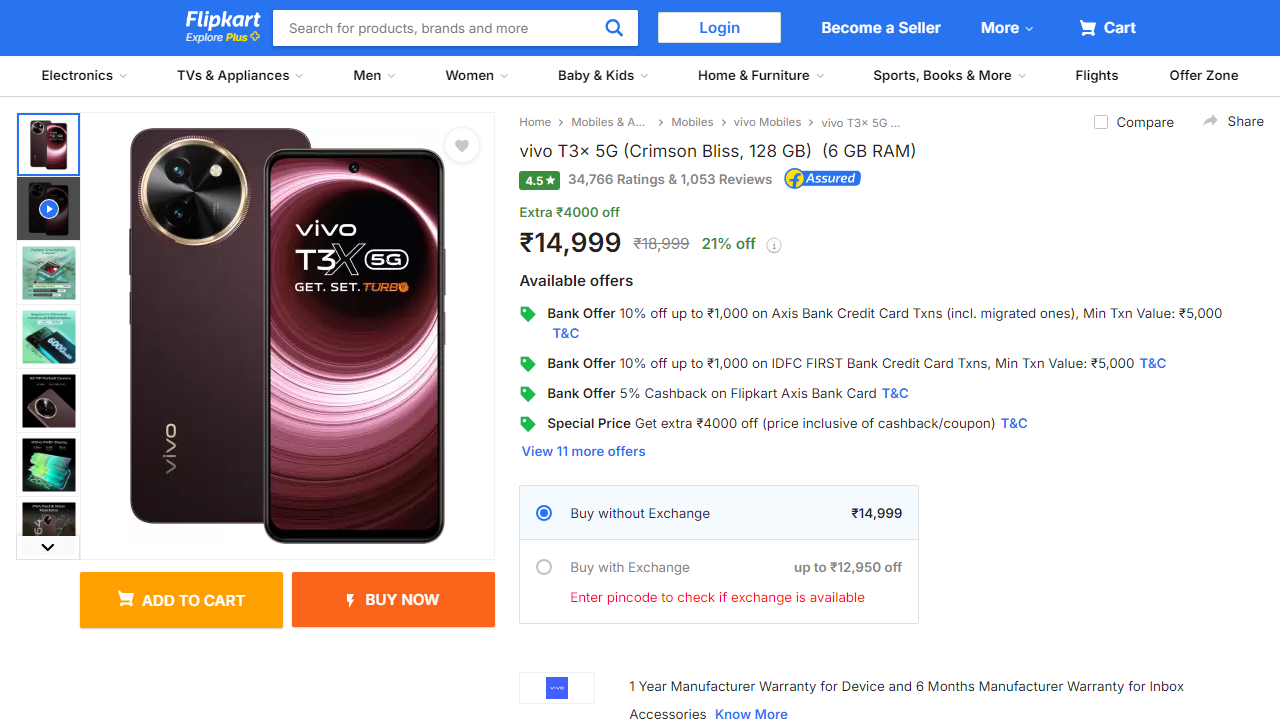 Flipkart
Explore Plus
Search for products, brands and more
Login
Become a Seller
More
Cart
Electronics
TVs & Appliances
Men
Women
Baby & Kids
Home & Furniture
Sports, Books & More
Flights
Offer Zone
Home
Mobiles & A...
Mobiles
vivo Mobiles
vivo T3× 5G ...
Compare
Share
vivo T3× 5G (Crimson Bliss, 128 GB)  (6 GB RAM)
4.5
34,766 Ratings & 1,053 Reviews
Assured
Extra ₹4000 off
₹14,999 ₹18,999 21% off
Available offers
Bank Offer 10% off up to ₹1,000 on Axis Bank Credit Card Txns (incl. migrated ones), Min Txn Value: ₹5,000
T&C
Bank Offer 10% off up to ₹1,000 on IDFC FIRST Bank Credit Card Txns, Min Txn Value: ₹5,000 T&C
Bank Offer 5% Cashback on Flipkart Axis Bank Card T&C
Special Price Get extra ₹4000 off (price inclusive of cashback/coupon) T&C
View 11 more offers
Buy without Exchange ₹14,999
Buy with Exchange up to ₹12,950 off
Enter pincode to check if exchange is available
vivo
T3X 5G
GET. SET. TURBO
vivo
6000mAh
120HZ
ADD TO CART
BUY NOW
vivo
1 Year Manufacturer Warranty for Device and 6 Months Manufacturer Warranty for Inbox
Accessories Know More